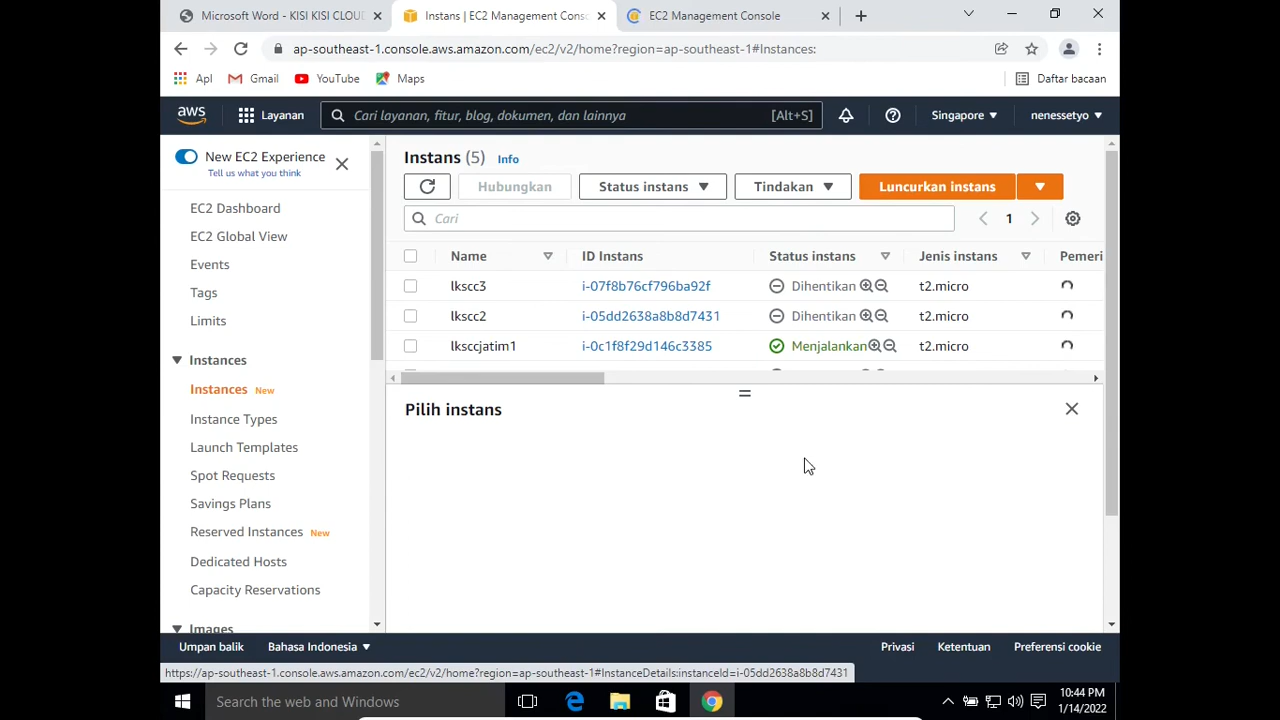 Microsoft Word - KISI KISI CLOUD
Instans | EC2 Management Conso
EC2 Management Console
ap-southeast-1.console.aws.amazon.com/ec2/v2/home?region=ap-southeast-1#Instances:
Apl
Gmail
YouTube
Maps
Daftar bacaan
aws
Layanan
Cari layanan, fitur, blog, dokumen, dan lainnya
[Alt+S]
Singapore
nenessetyo
New EC2 Experience
Tell us what you think
EC2 Dashboard
EC2 Global View
Events
Tags
Limits
Instances
Instances New
Instance Types
Launch Templates
Spot Requests
Savings Plans
Reserved Instances New
Dedicated Hosts
Capacity Reservations
Images
Instans (5) Info
Hubungkan
Status instans
Tindakan
Luncurkan instans
Cari
1
Name ID Instans Status instans Jenis instans Pemeri
lkscc3 i-07f8b76cf796ba92f Dihentikan t2.micro
lkscc2 i-05dd2638a8b8d7431 Dihentikan t2.micro
lksccjatim1 i-0c1f8f29d146c3385 Menjalankan t2.micro
Pilih instans
Umpan balik
Bahasa Indonesia
Privasi
Ketentuan
Preferensi cookie
https://ap-southeast-1.console.aws.amazon.com/ec2/v2/home?region=ap-southeast-1#InstanceDetails:instanceId=i-05dd2638a8b8d7431
Search the web and Windows
10:44 PM
1/14/2022